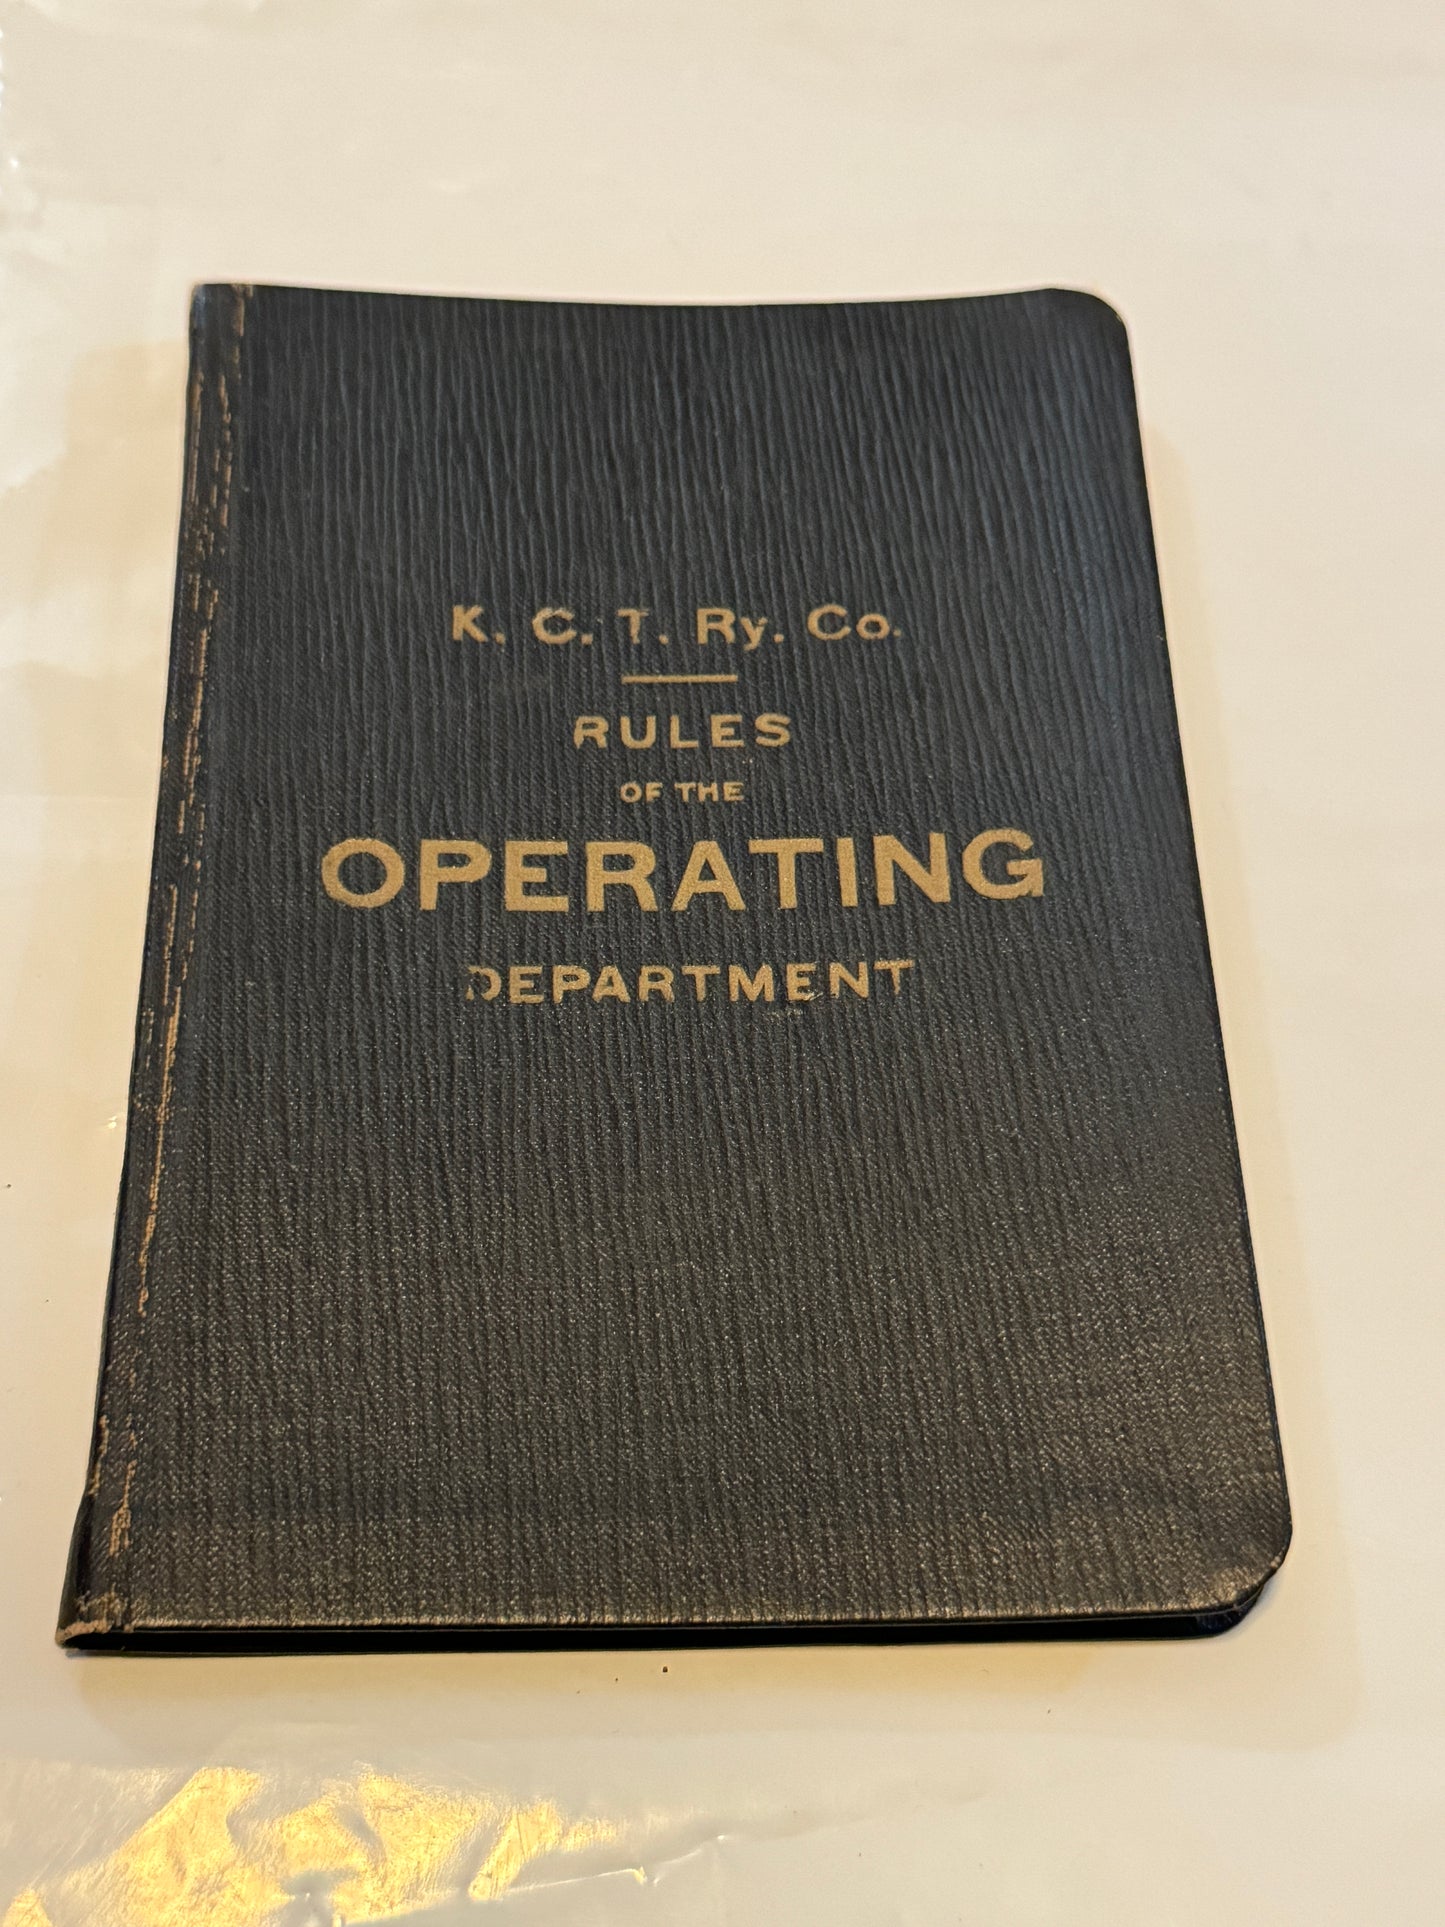 K. C. T. Ry. Co.
RULES
OF THE
OPERATING
DEPARTMENT